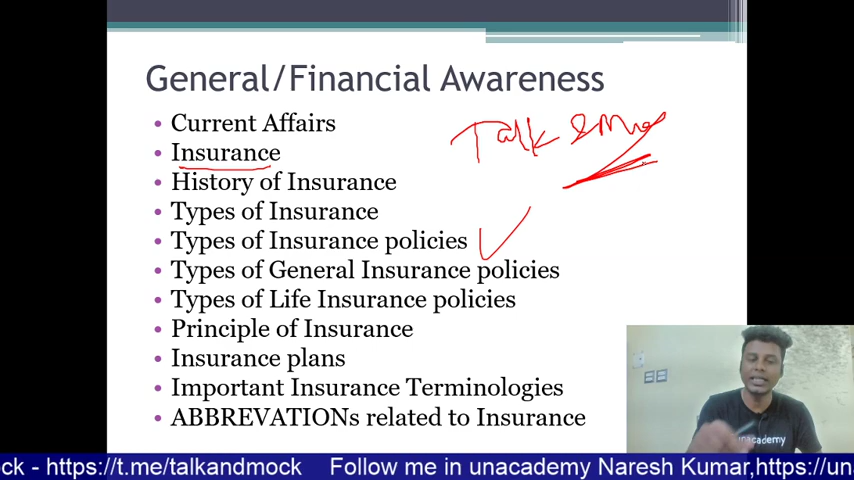 General/Financial Awareness
• Current Affairs
• Insurance
Talk &
• History of Insurance
• Types of Insurance
• Types of Insurance policies
• Types of General Insurance policies
• Types of Life Insurance policies
• Principle of Insurance
• Insurance plans
• Important Insurance Terminologies
• ABBREVATIONs related to Insurance
unacademy
ock - https://t.me/talkandmock Follow me in unacademy Naresh Kumar,https://un